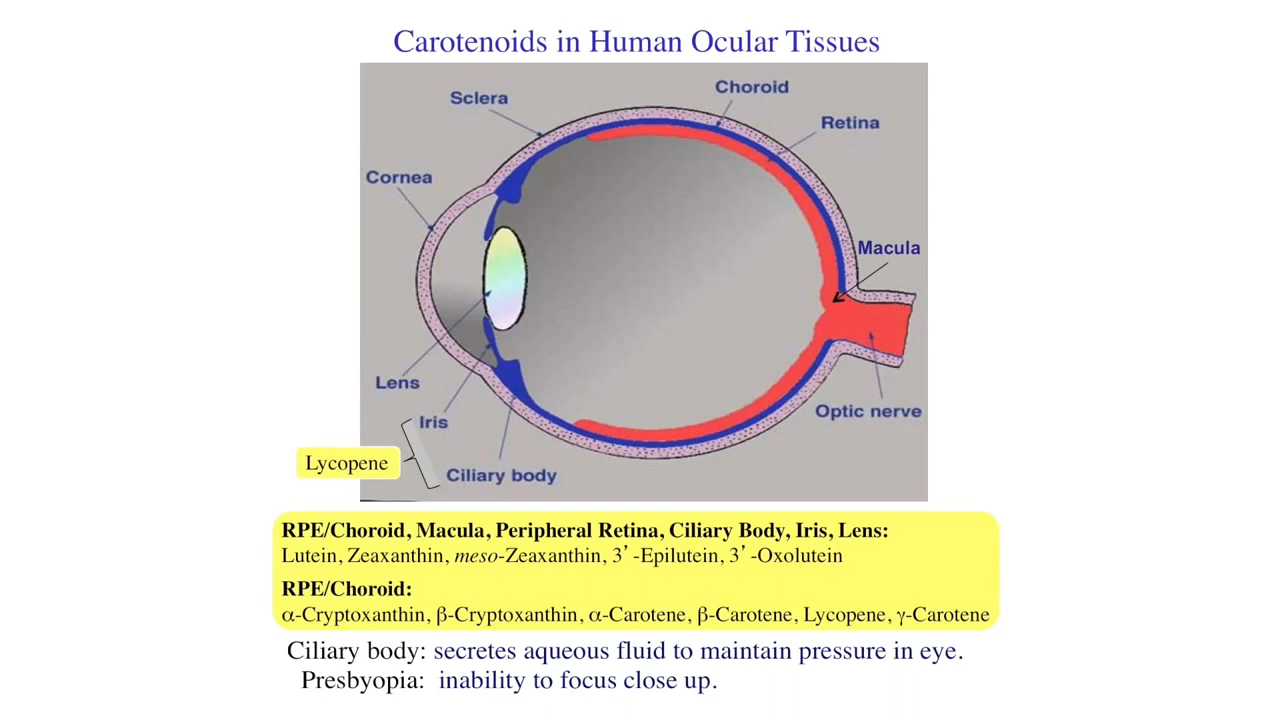 Carotenoids in Human Ocular Tissues
Choroid
Sclera
Retina
Cornea
Macula
Lens
Optic nerve
Iris
Lycopene
Ciliary body
RPE/Choroid, Macula, Peripheral Retina, Ciliary Body, Iris, Lens:
Lutein, Zeaxanthin, meso-Zeaxanthin, 3’-Epilutein, 3’-Oxolutein
RPE/Choroid:
α-Cryptoxanthin, β-Cryptoxanthin, α-Carotene, β-Carotene, Lycopene, γ-Carotene
Ciliary body: secretes aqueous fluid to maintain pressure in eye.
Presbyopia: inability to focus close up.